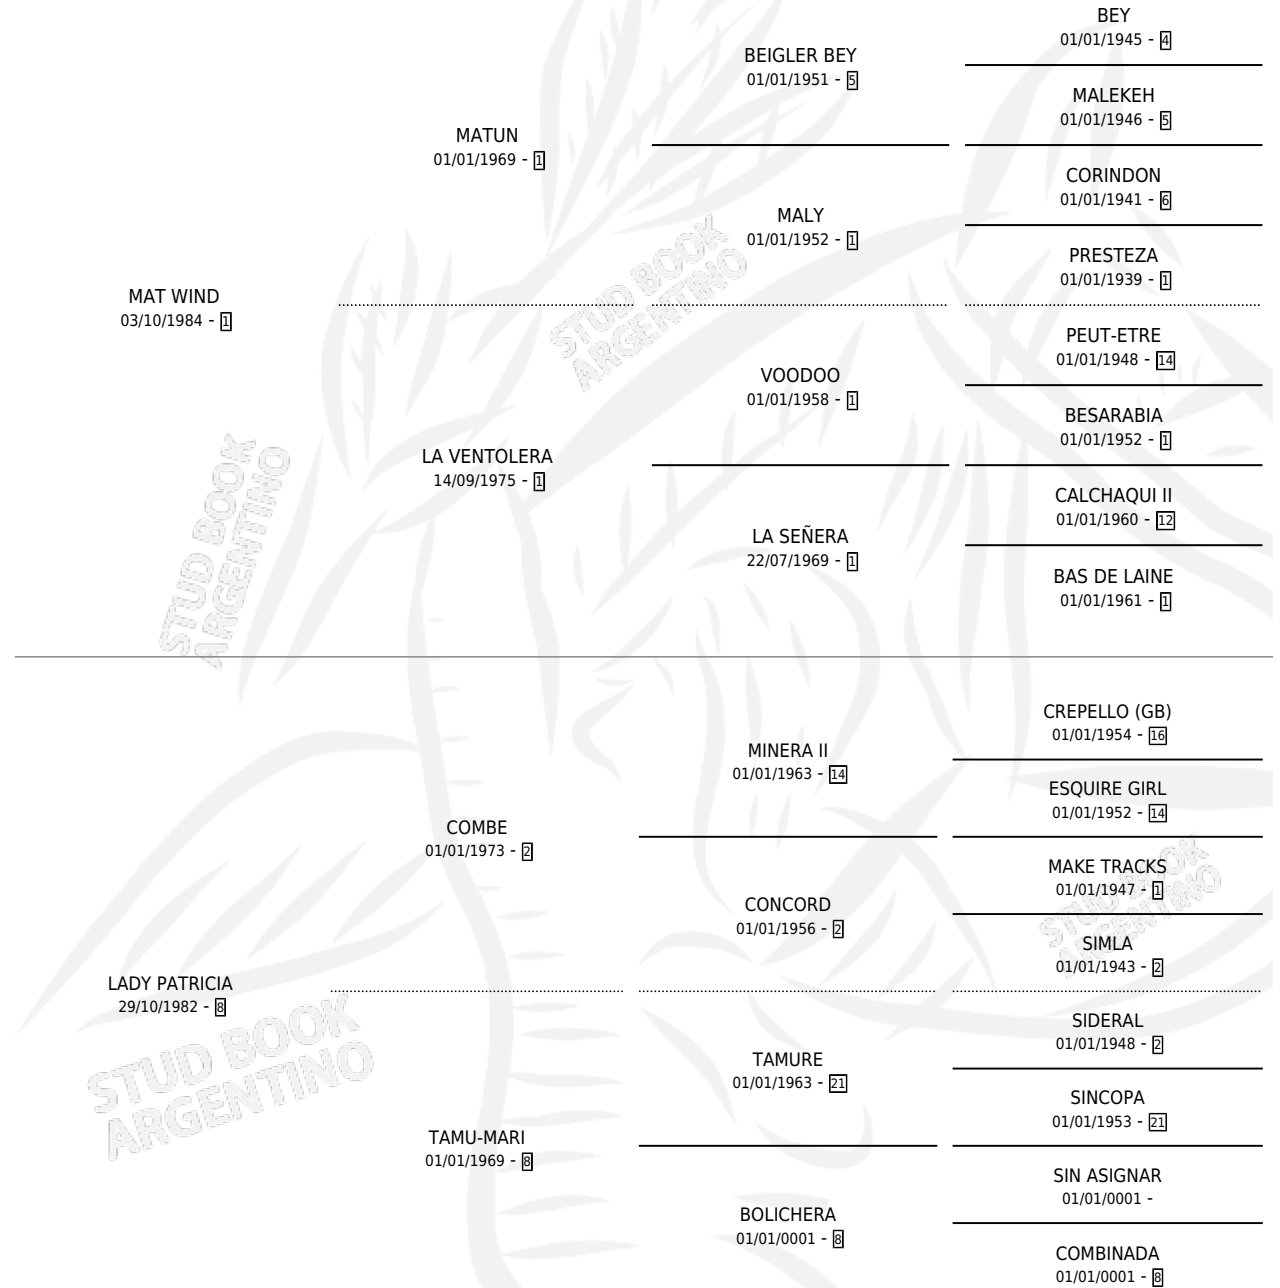 BEY
01/01/1945 - 4
BEIGLER BEY
01/01/1951 - 5
MALEKEH
01/01/1946 - 5
MATUN
01/01/1969 - 1
CORINDON
01/01/1941 - 6
MALY
01/01/1952 - 1
PRESTEZA
01/01/1939 - 1
MAT WIND
03/10/1984 - 1
PEUT-ETRE
01/01/1948 - 14
VOODOO
01/01/1958 - 1
BESARABIA
01/01/1952 - 1
LA VENTOLERA
14/09/1975 - 1
CALCHAQUI II
01/01/1960 - 12
LA SEÑERA
22/07/1969 - 1
BAS DE LAINE
01/01/1961 - 1
CREPELLO (GB)
01/01/1954 - 16
MINERA II
01/01/1963 - 14
ESQUIRE GIRL
01/01/1952 - 14
COMBE
01/01/1973 - 2
MAKE TRACKS
01/01/1947 - 1
CONCORD
01/01/1956 - 2
SIMLA
01/01/1943 - 2
LADY PATRICIA
29/10/1982 - 8
SIDERAL
01/01/1948 - 2
TAMURE
01/01/1963 - 21
SINCOPA
01/01/1953 - 21
TAMU-MARI
01/01/1969 - 8
SIN ASIGNAR
01/01/0001 -
BOLICHERA
01/01/0001 - 8
COMBINADA
01/01/0001 - 8
STUD BOOK
ARGENTINO
STUD BOOK
ARGENTINO
STUD BOOK
ARGENTINO
STUD BOOK
ARGENTINO